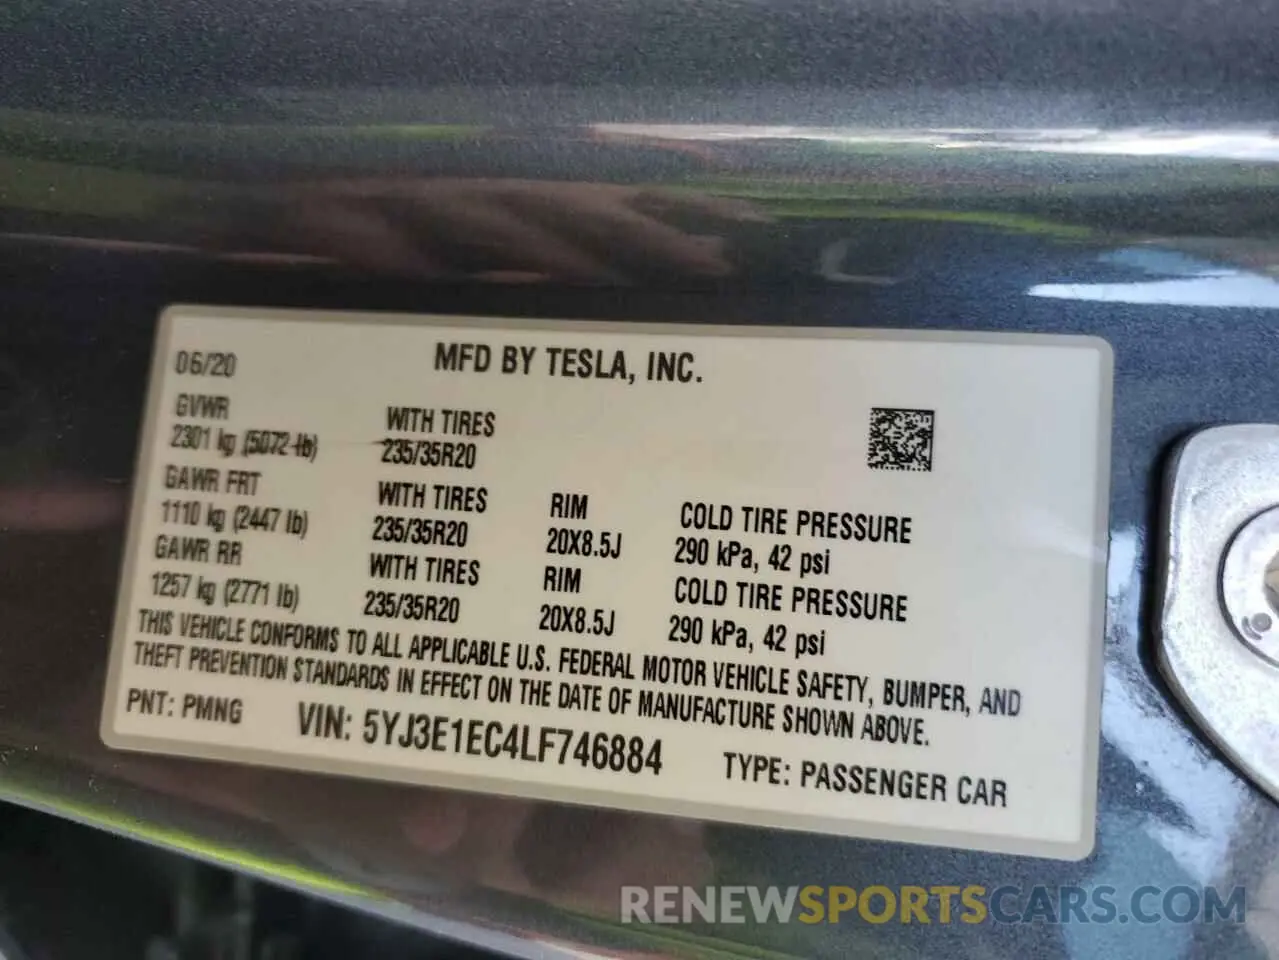 06/20
MFD BY TESLA, INC.
GVWR
2301 kg (5072 lb)
WITH TIRES
235/35R20
GAWR FRT
1110 kg (2447 lb)
WITH TIRES
235/35R20
RIM
20X8.5J
COLD TIRE PRESSURE
290 kPa, 42 psi
GAWR RR
1257 kg (2771 lb)
WITH TIRES
235/35R20
RIM
20X8.5J
COLD TIRE PRESSURE
290 kPa, 42 psi
THIS VEHICLE CONFORMS TO ALL APPLICABLE U.S. FEDERAL MOTOR VEHICLE SAFETY, BUMPER, AND
THEFT PREVENTION STANDARDS IN EFFECT ON THE DATE OF MANUFACTURE SHOWN ABOVE.
PNT: PMNG
VIN: 5YJ3E1EC4LF746884
TYPE: PASSENGER CAR
RENEWSPORTSCARS.COM